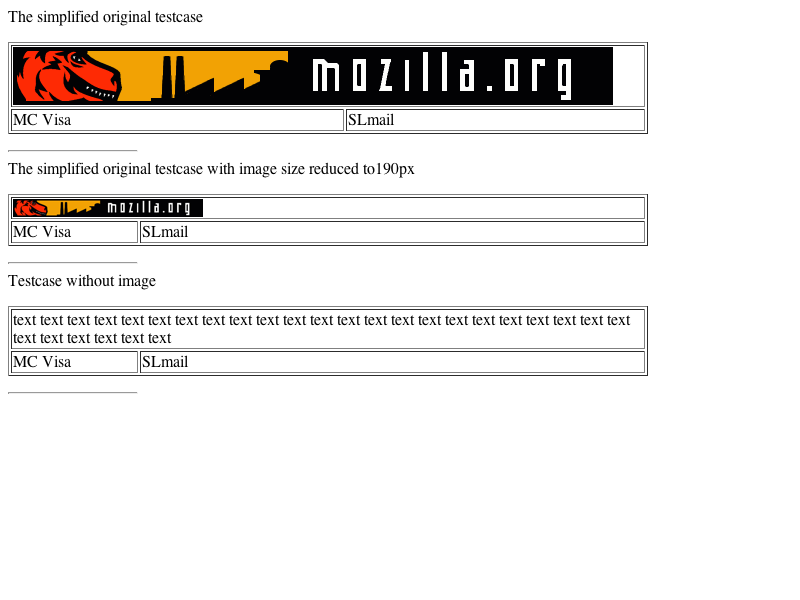 The simplified original testcase
mozilla.org
MC Visa
SLmail
The simplified original testcase with image size reduced to190px
mozilla.org
MC Visa
SLmail
Testcase without image
text text text text text text text text text text text text text text text text text text text text text text text
text text text text text text
MC Visa
SLmail